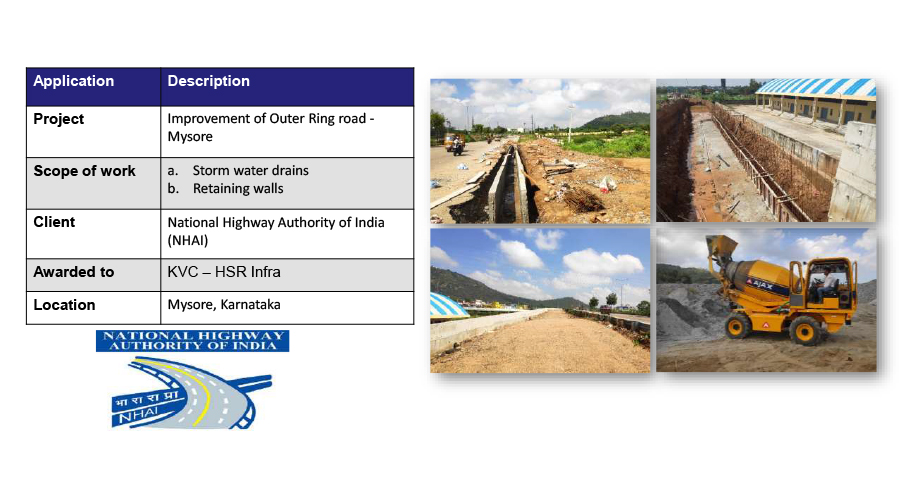 Application Description
Project Improvement of Outer Ring road -
Mysore
Scope of work a. Storm water drains
b. Retaining walls
Client National Highway Authority of India
(NHAI)
Awarded to KVC – HSR Infra
Location Mysore, Karnataka
NATIONAL HIGHWAY
AUTHORITY OF INDIA
भा रा रा प्रा
NHAI
AJAX